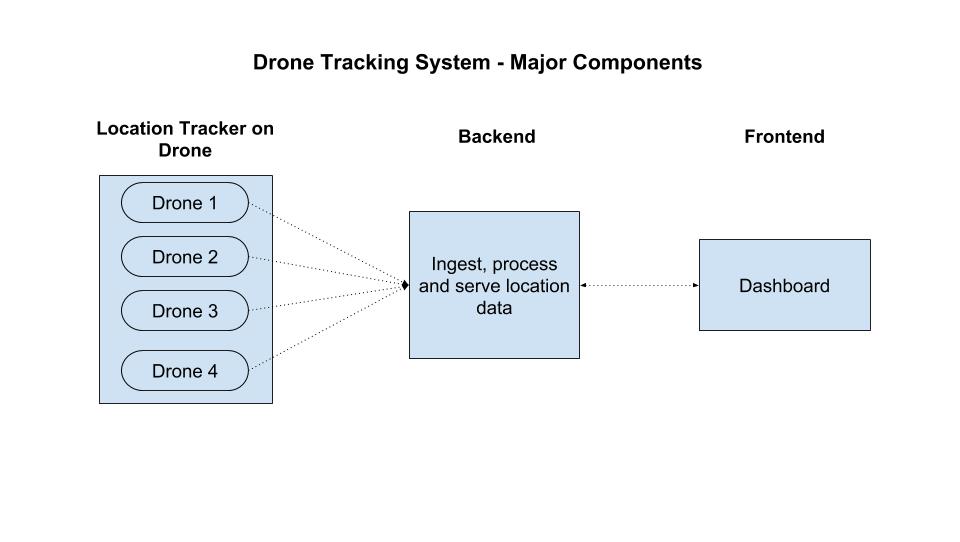 Drone Tracking System - Major Components
Location Tracker on
Drone
Backend
Frontend
Drone 1
Drone 2
Drone 3
Drone 4
Ingest, process
and serve location
data
Dashboard